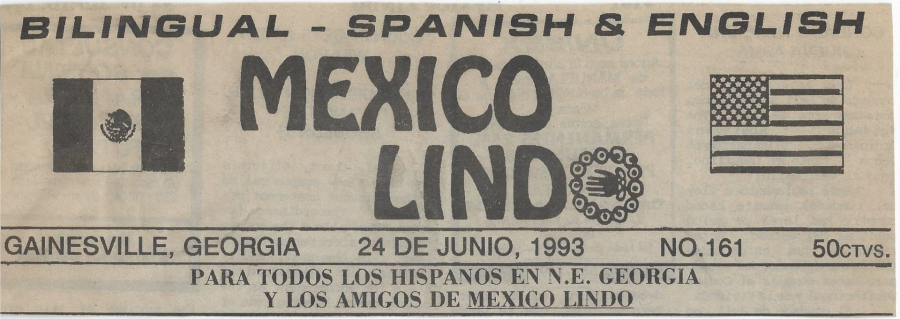 BILINGUAL - SPANISH & ENGLISH
MEXICO
LINDO
GAINESVILLE, GEORGIA 24 DE JUNIO, 1993 NO.161 50CTVS.
PARA TODOS LOS HISPANOS EN N.E. GEORGIA
Y LOS AMIGOS DE MEXICO LINDO